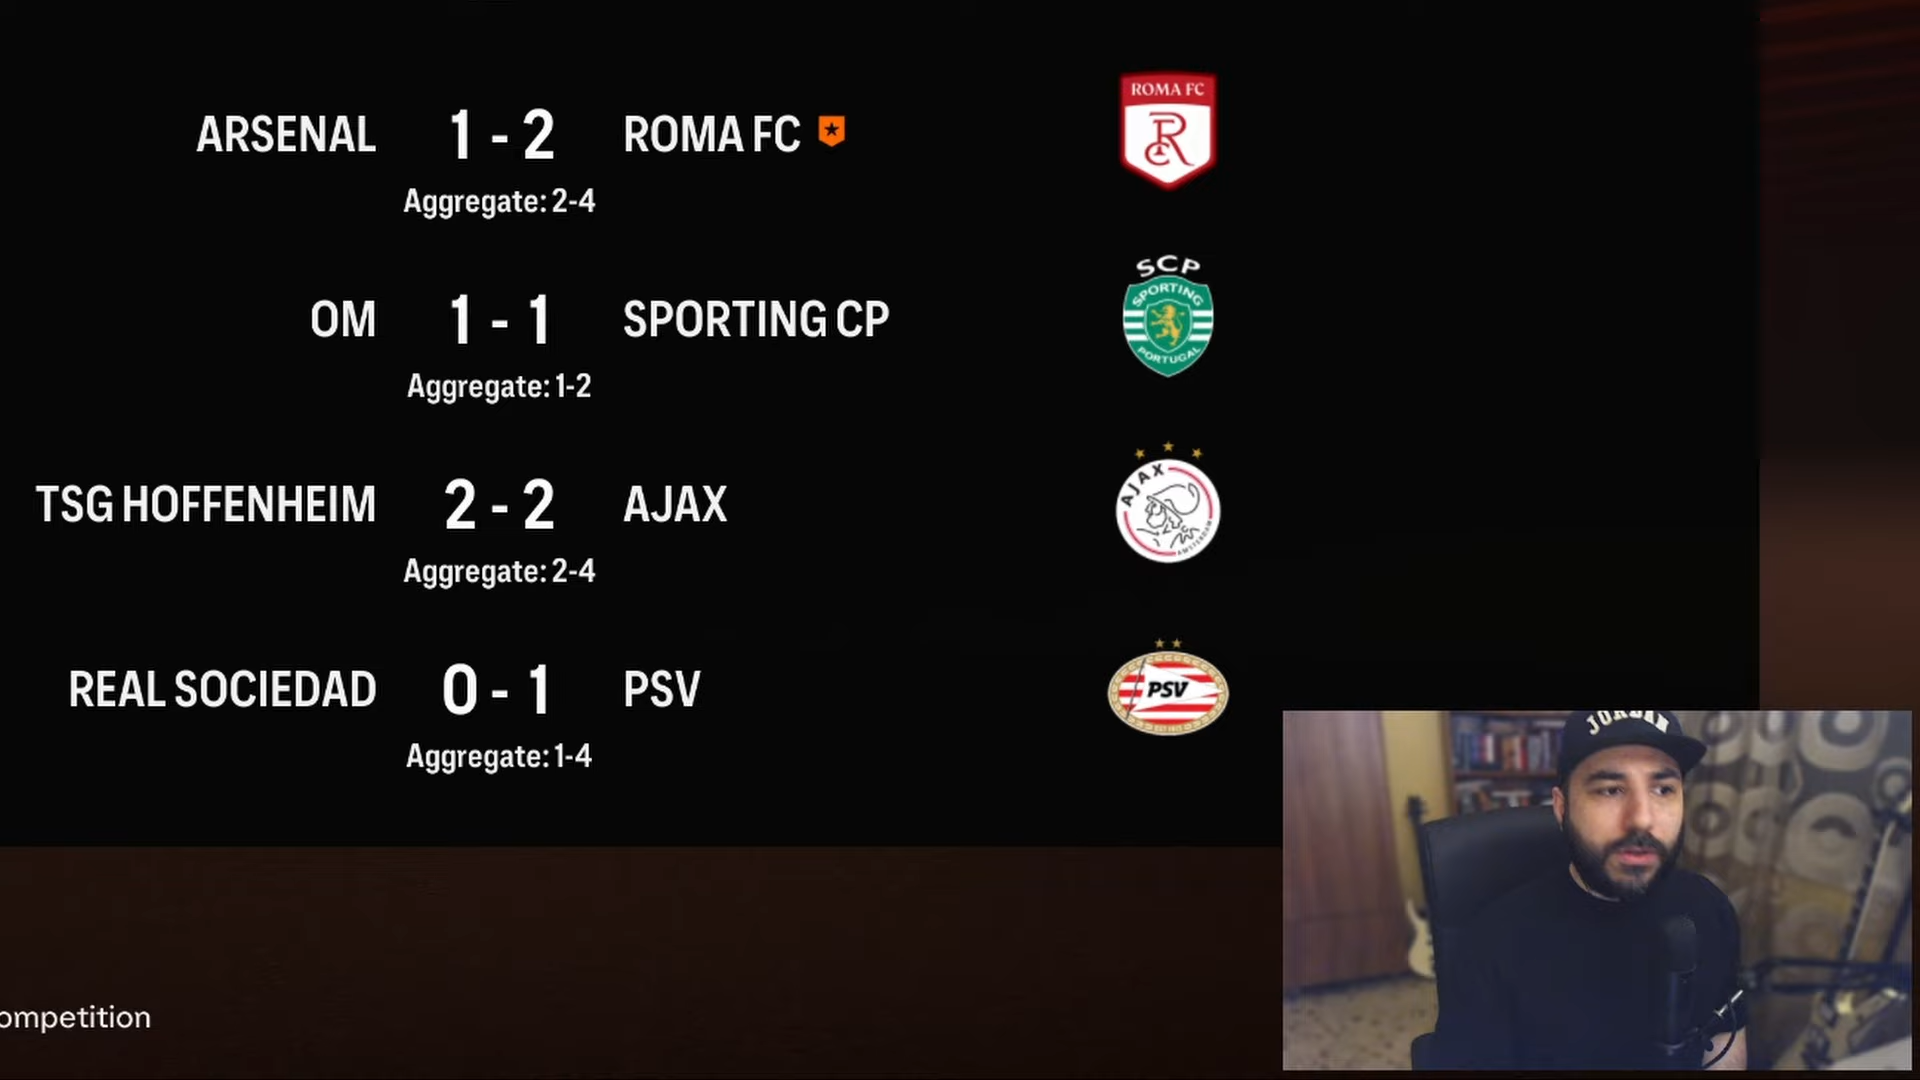 ARSENAL 1 - 2 ROMA FC
Aggregate: 2-4
ROMA FC
OM 1 - 1 SPORTING CP
Aggregate: 1-2
SCP
SPORTING
PORTUGAL
TSG HOFFENHEIM 2 - 2 AJAX
Aggregate: 2-4
AJAX
AMSTERDAM
REAL SOCIEDAD 0 - 1 PSV
Aggregate: 1-4
PSV
JORDAN
ompetition